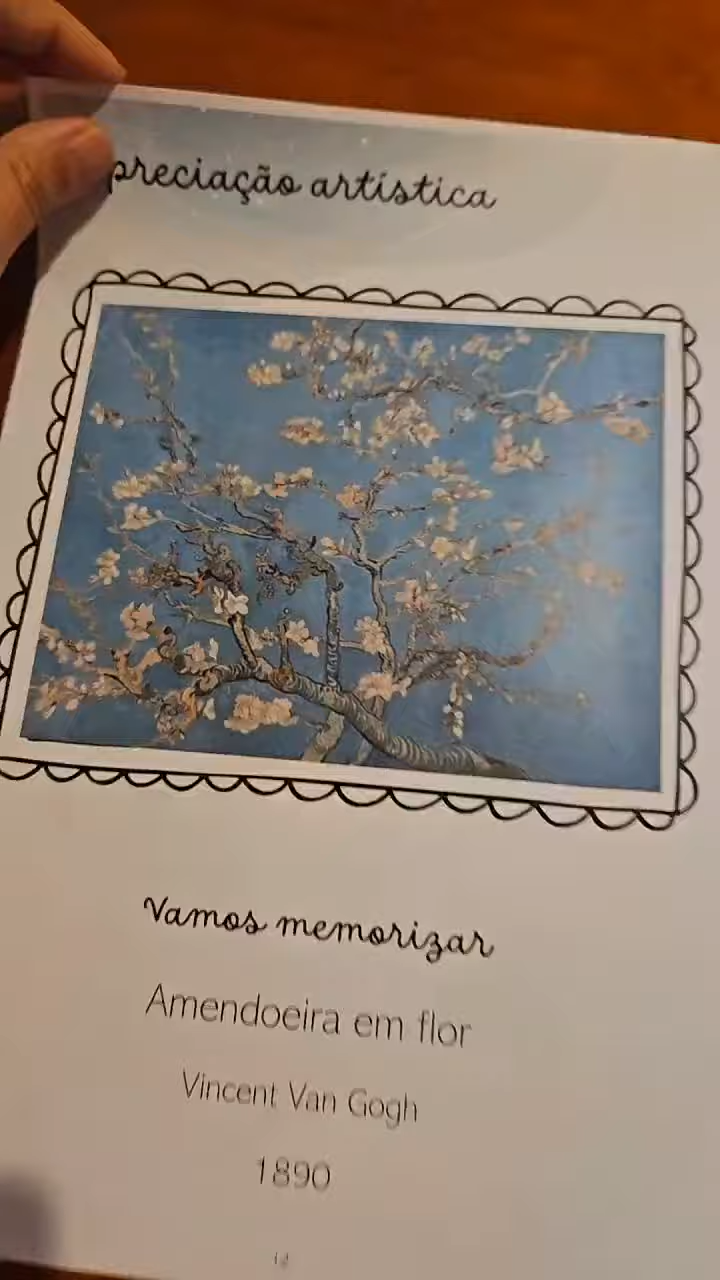 preciação artística
Vamos memorizar
Amendoeira em flor
Vincent Van Gogh
1890